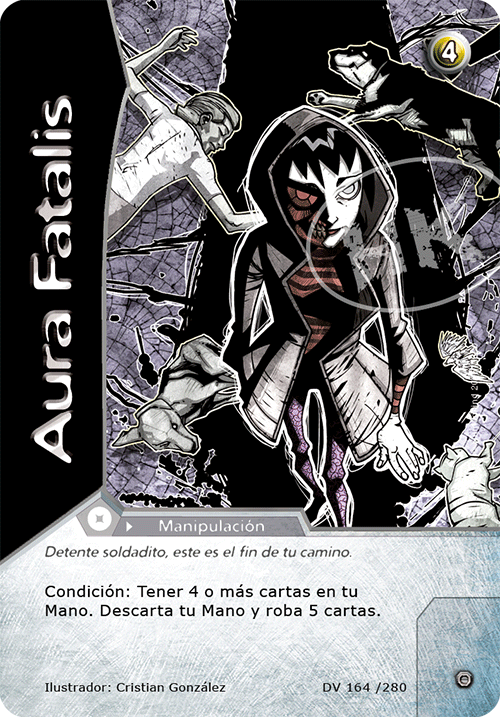 4
Aura Fatalis
Manipulación
Detente soldadito, este es el fin de tu camino.
Condición: Tener 4 o más cartas en tu
Mano. Descarta tu Mano y roba 5 cartas.
Ilustrador: Cristian González
DV 164 /280